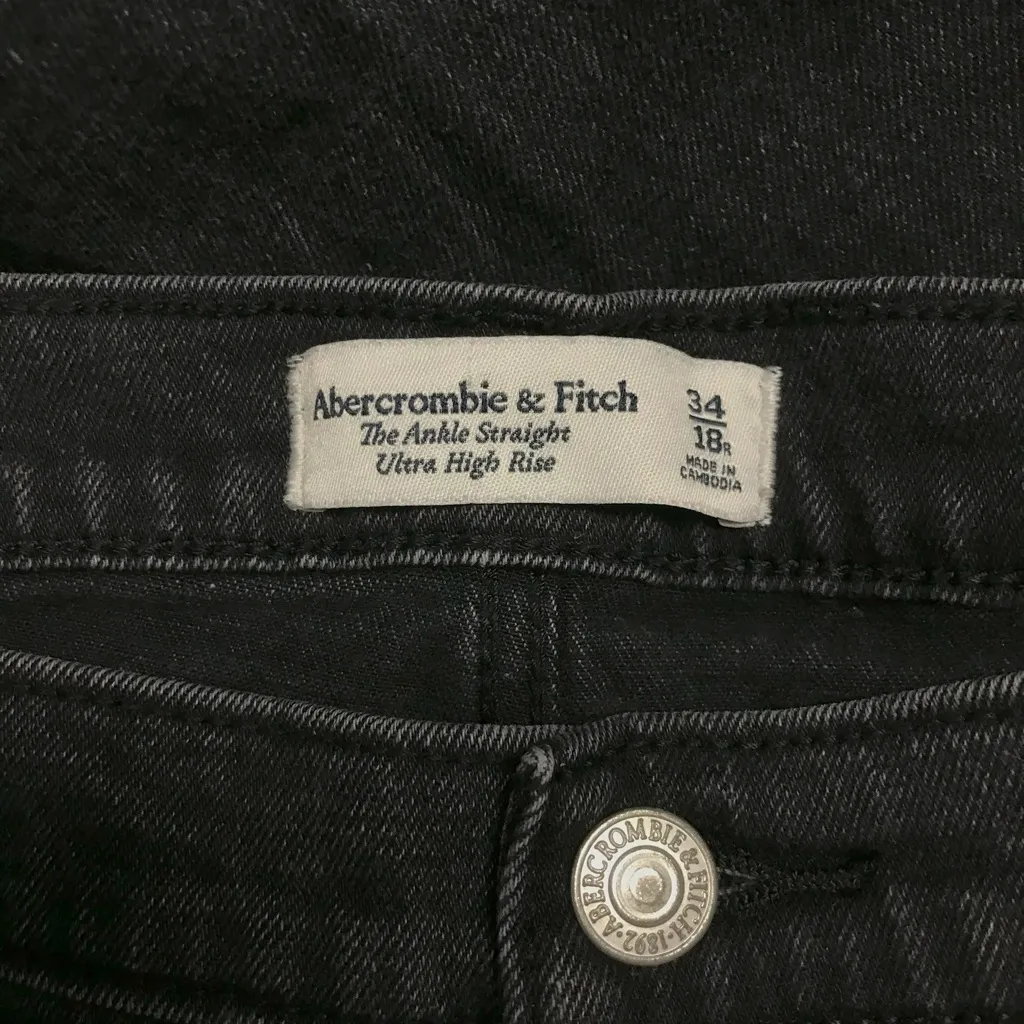 Abercrombie & Fitch
The Ankle Straight
Ultra High Rise
34
18R
MADE IN
CAMBODIA
ABERCROMBIE & FITCH · 1892 ·